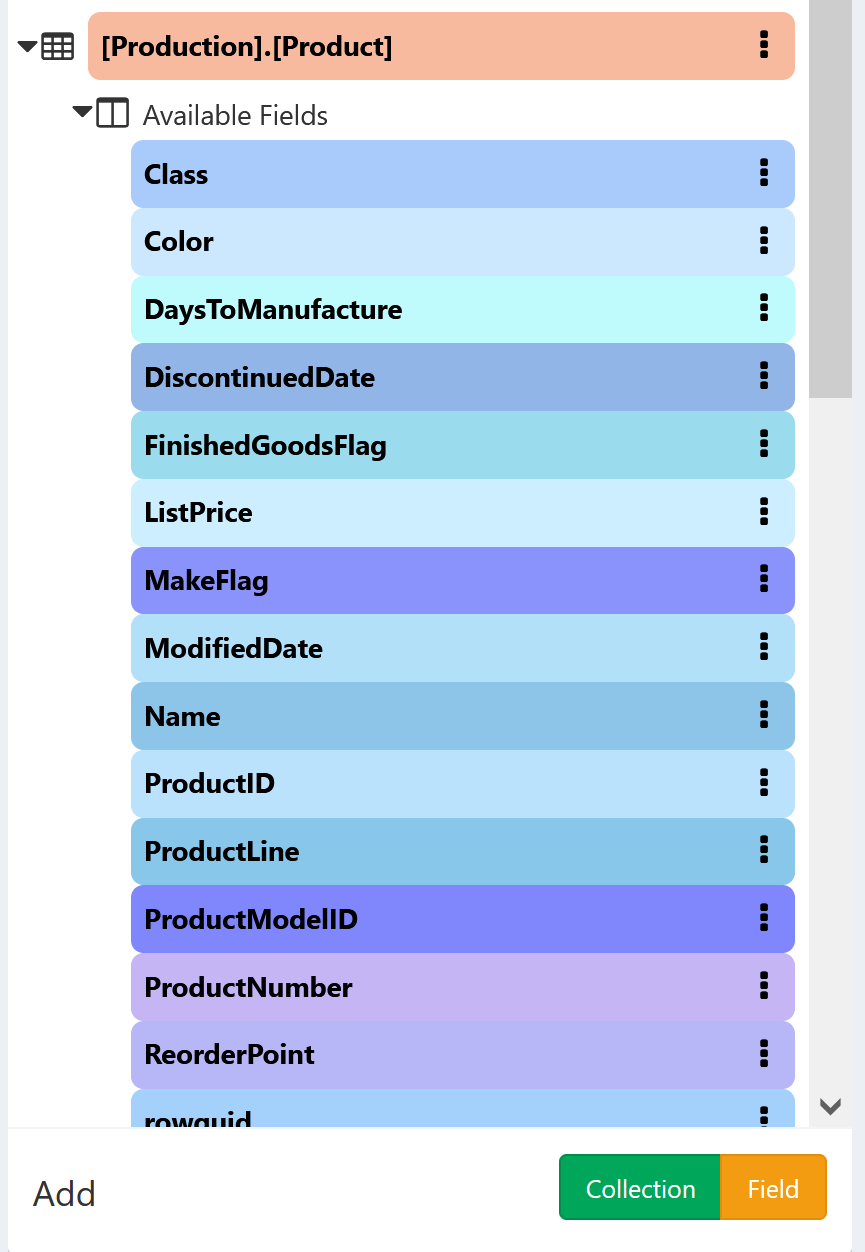 [Production].[Product]
Available Fields
Class
Color
DaysToManufacture
DiscontinuedDate
FinishedGoodsFlag
ListPrice
MakeFlag
ModifiedDate
Name
ProductID
ProductLine
ProductModelID
ProductNumber
ReorderPoint
rowguid
Add
Collection
Field